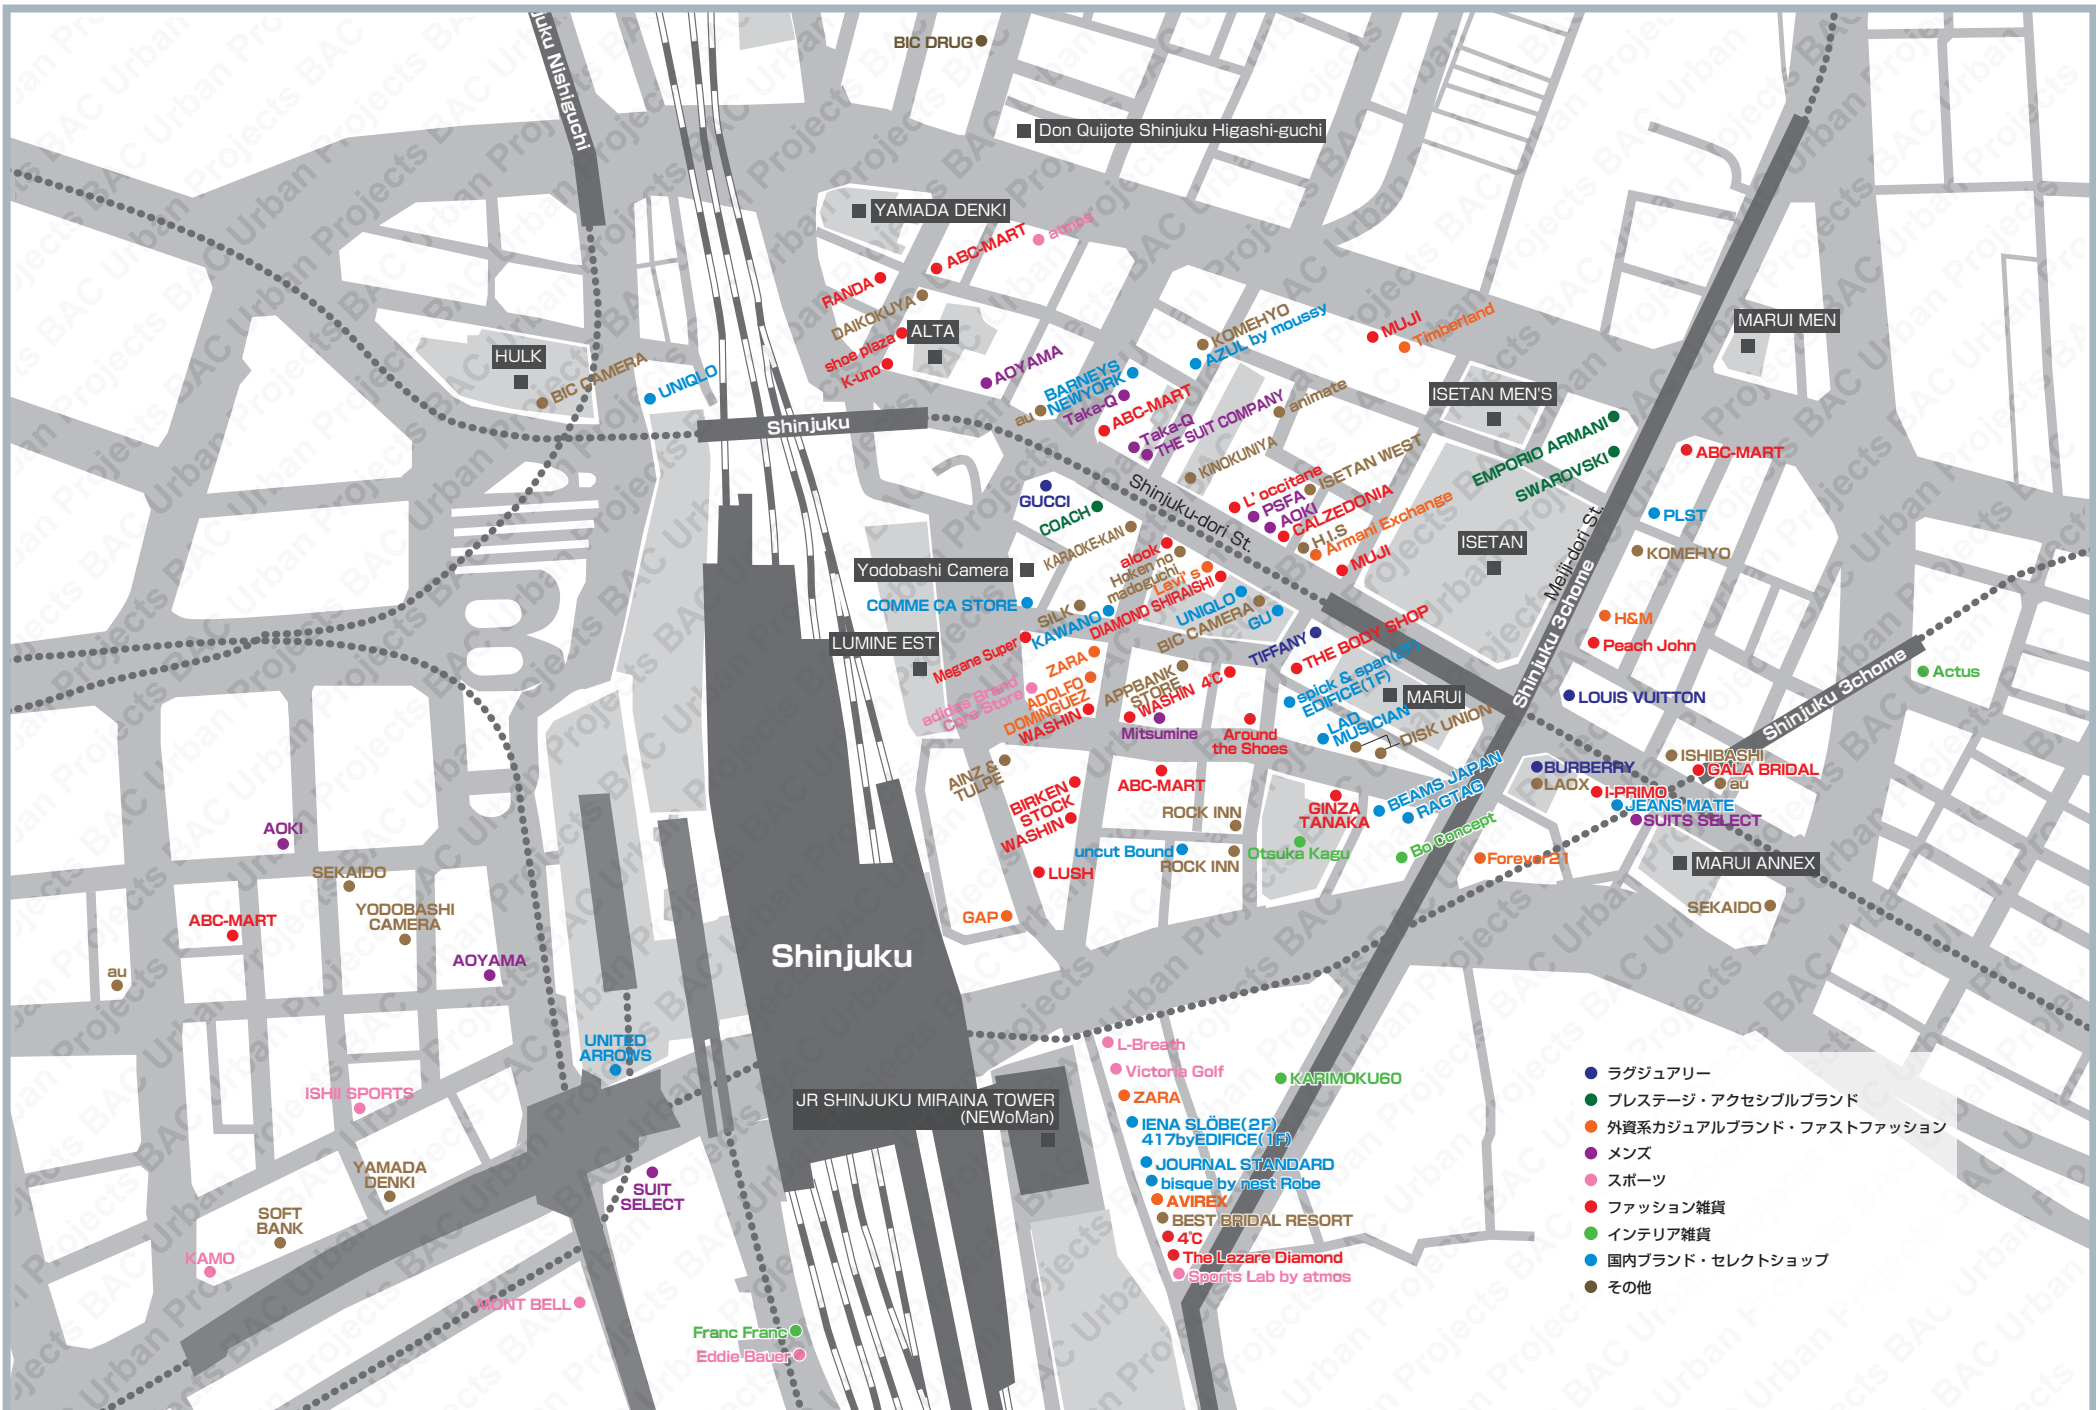 BIC DRUG
Shinjuku Nishiguchi
Don Quijote Shinjuku Higashi-guchi
YAMADA DENKI
ABC-MART
atmos
RANDA
DAIKOKUYA
shoe plaza
ALTA
K-uno
AOYAMA
KOMEHYO
AZUL by moussy
MUJI
Timberland
MARUI MEN
HULK
BIC CAMERA
UNIQLO
BARNEYS
NEWYORK
au
Taka-Q
ABC-MART
Taka-Q
THE SUIT COMPANY
animate
ISETAN MEN'S
Shinjuku
KINOKUNIYA
ISETAN WEST
EMPORIO ARMANI
SWAROVSKI
ABC-MART
GUCCI
COACH
Shinjuku-dori St.
L'occitane
PSFA
AOKI
CALZEDONIA
H.I.S
Armani Exchange
MUJI
ISETAN
Meiji-dori St.
PLST
KOMEHYO
KARAOKE-KAN
alook
Hoken no
madoguchi
Levi's
DIAMOND SHIRAISHI
UNIQLO
BIC CAMERA
GU
Yodobashi Camera
COMME ÇA STORE
SILK
KAWANO
LUMINE EST
Megane Super
ZARA
ADOLFO
DOMINGUEZ
adidas Brand
Core Store
WASHIN
APPBANK
STORE
WASHIN
4℃
Mitsumine
TIFFANY
THE BODY SHOP
spick & span(2F)
EDIFICE(1F)
MARUI
LAD
MUSICIAN
DISK UNION
Around
the Shoes
Shinjuku 3chome
H&M
Peach John
LOUIS VUITTON
Actus
Shinjuku 3chome
ISHIBASHI
GALA BRIDAL
au
BURBERRY
LAOX
I-PRIMO
JEANS MATE
SUITS SELECT
AINZ &
TULPE
BIRKEN
STOCK
WASHIN
LUSH
GAP
ABC-MART
ROCK INN
uncut Bound
ROCK INN
GINZA
TANAKA
Otsuka Kagu
BEAMS JAPAN
RAGTAG
Bo Concept
Forever21
MARUI ANNEX
SEKAIDO
AOKI
SEKAIDO
YODOBASHI
CAMERA
ABC-MART
AOYAMA
au
Shinjuku
UNITED
ARROWS
ISHII SPORTS
YAMADA
DENKI
SOFT
BANK
KAMO
SUIT
SELECT
MONT BELL
Franc Franc
Eddie Bauer
JR SHINJUKU MIRAINA TOWER
(NEWoMan)
L-Breath
Victoria Golf
ZARA
IENA SLÖBE(2F)
417byEDIFICE(1F)
JOURNAL STANDARD
bisque by nest Robe
AVIREX
BEST BRIDAL RESORT
4℃
The Lazare Diamond
Sports Lab by atmos
KARIMOKU60
ラグジュアリー
プレステージ・アクセシブルブランド
外資系カジュアルブランド・ファストファッション
メンズ
スポーツ
ファッション雑貨
インテリア雑貨
国内ブランド・セレクトショップ
その他
BAC Urban Projects